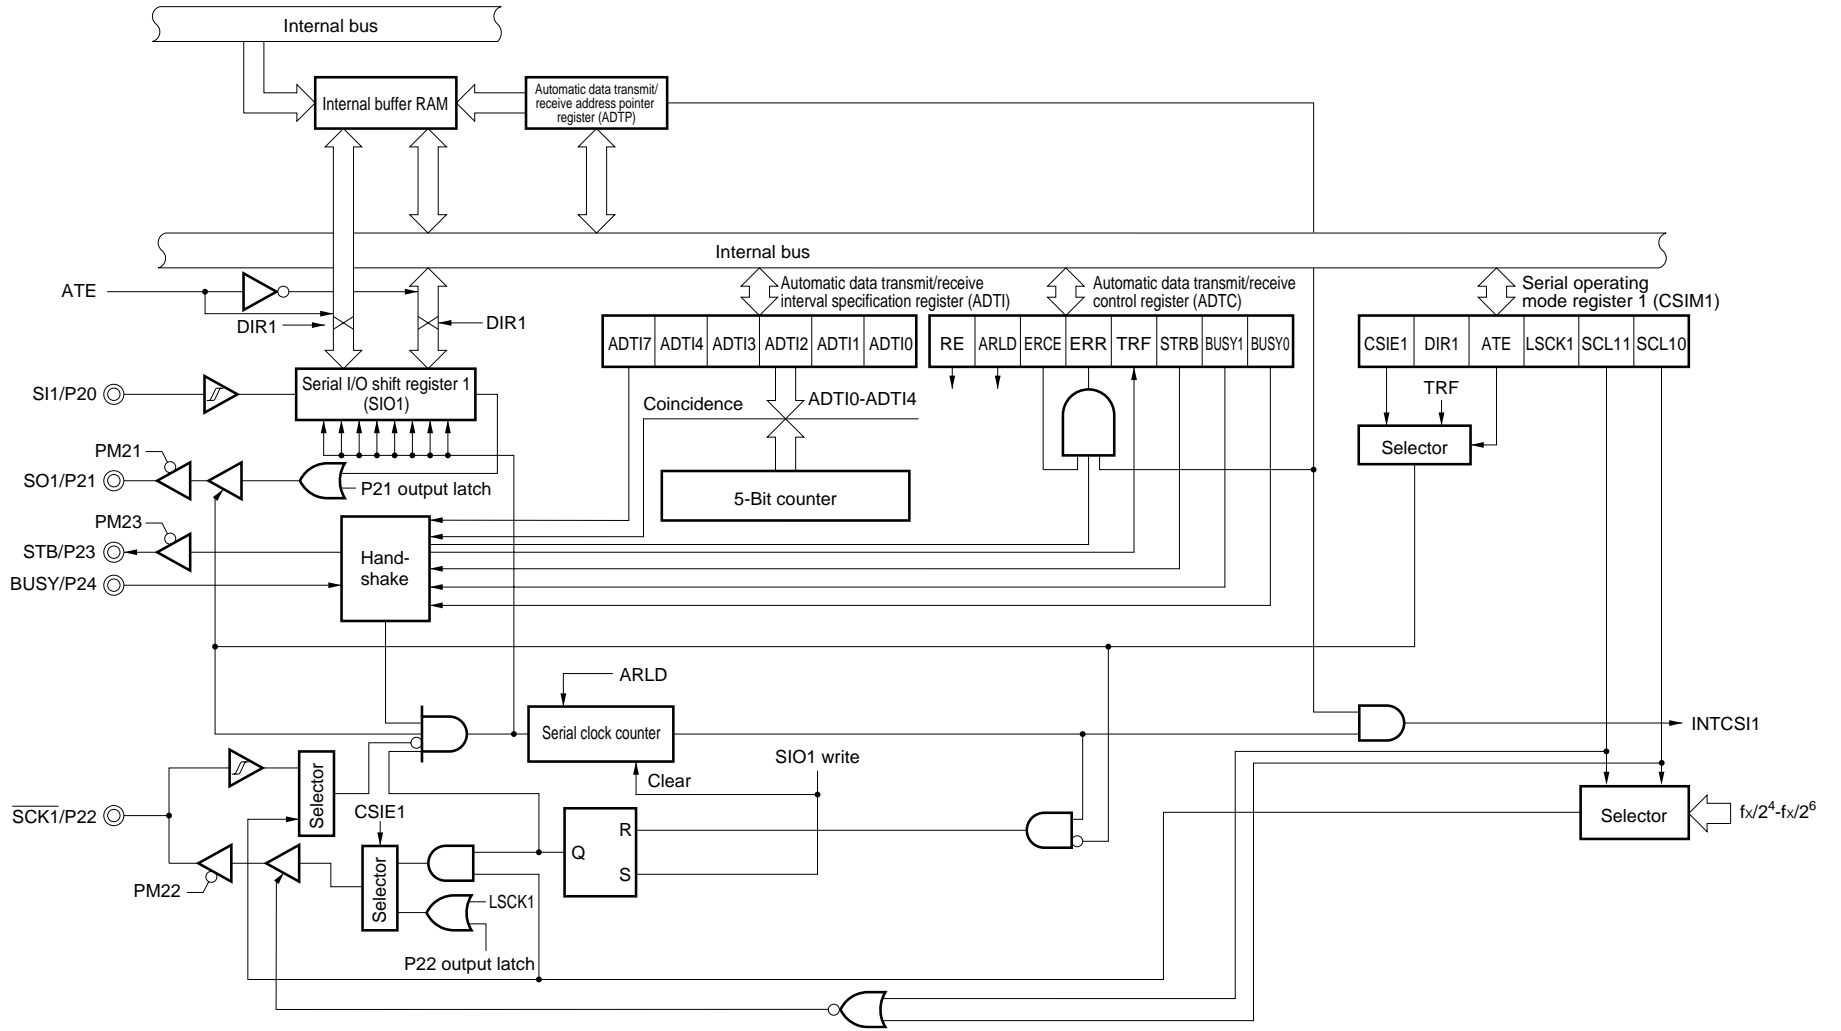 Internal bus
Internal buffer RAM
Automatic data transmit/
receive address pointer
register (ADTP)
Internal bus
ATE
DIR1
DIR1
Automatic data transmit/receive
interval specification register (ADTI)
Automatic data transmit/receive
control register (ADTC)
Serial operating
mode register 1 (CSIM1)
ADTI7 ADTI4 ADTI3 ADTI2 ADTI1 ADTI0
RE ARLD ERCE ERR TRF STRB BUSY1 BUSY0
CSIE1 DIR1 ATE LSCK1 SCL11 SCL10
SI1/P20
Serial I/O shift register 1
(SIO1)
Coincidence
ADTI0-ADTI4
TRF
Selector
PM21
SO1/P21
P21 output latch
5-Bit counter
PM23
STB/P23
BUSY/P24
Hand-
shake
ARLD
Serial clock counter
INTCSI1
SIO1 write
Clear
SCK1/P22
Selector
CSIE1
R
Q
S
Selector
fx/2⁴-fx/2⁶
PM22
Selector
LSCK1
P22 output latch